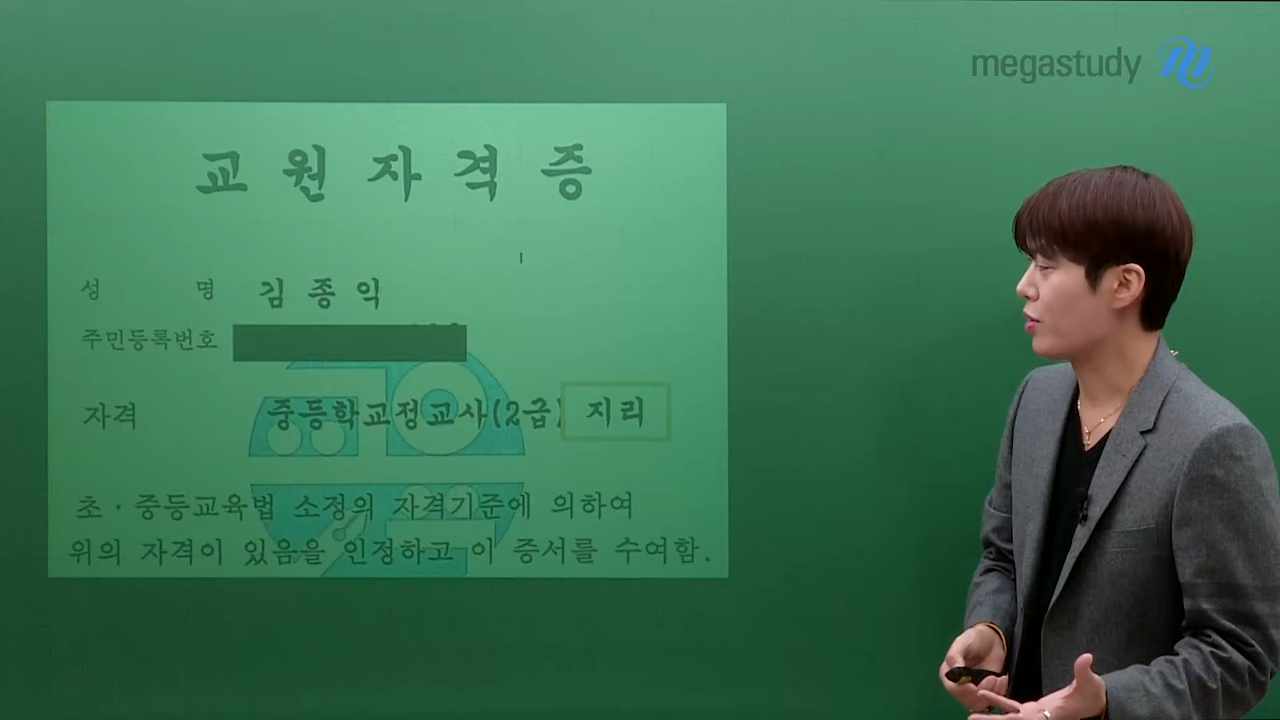 megastudy
교원자격증
성 명 김종익
주민등록번호
자격 중등학교정교사(2급) 지리
초·중등교육법 소정의 자격기준에 의하여
위의 자격이 있음을 인정하고 이 증서를 수여함.